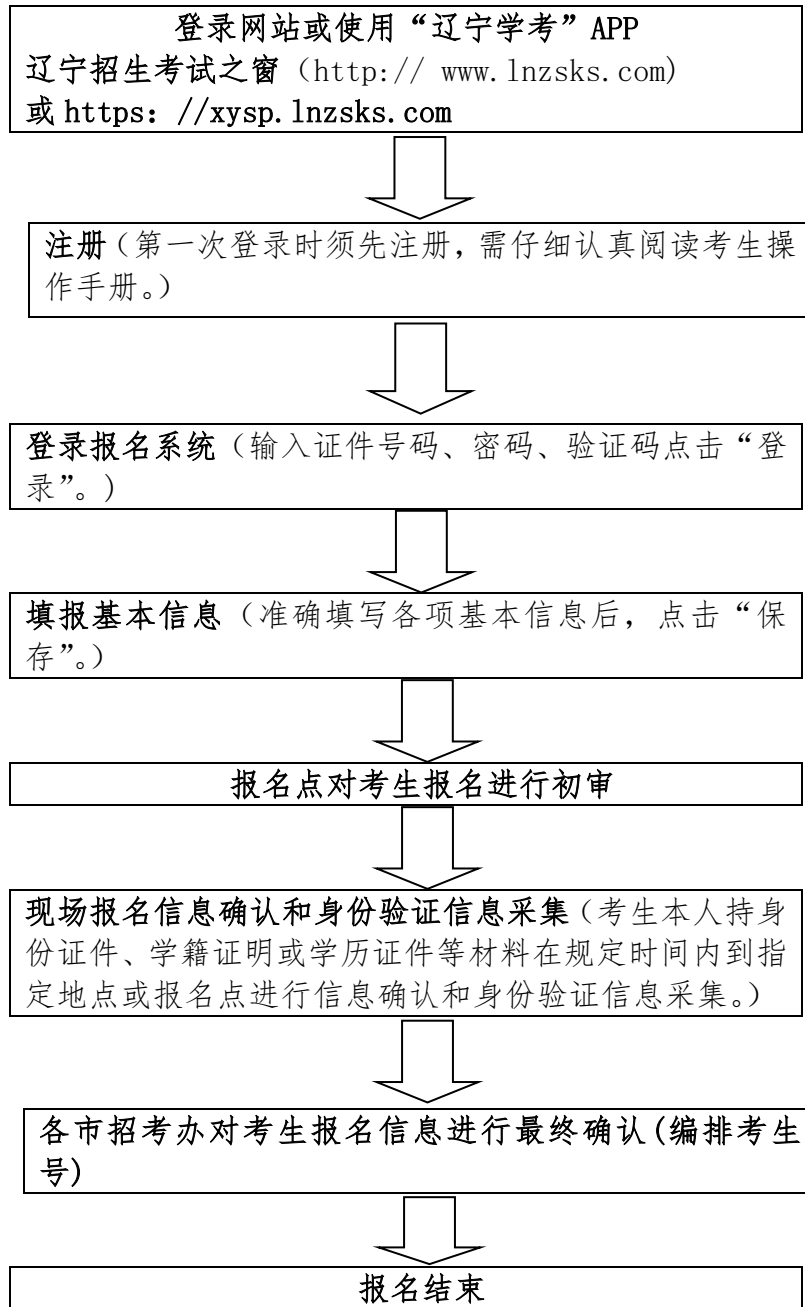 登录网站或使用“辽宁学考”APP
辽宁招生考试之窗（http:// www.lnzsks.com)
或 https：//xysp.lnzsks.com
注册（第一次登录时须先注册，需仔细认真阅读考生操
作手册。）
登录报名系统（输入证件号码、密码、验证码点击“登
录”。)
填报基本信息（准确填写各项基本信息后，点击“保
存”。）
报名点对考生报名进行初审
现场报名信息确认和身份验证信息采集（考生本人持身
份证件、学籍证明或学历证件等材料在规定时间内到指
定地点或报名点进行信息确认和身份验证信息采集。）
各市招考办对考生报名信息进行最终确认(编排考生
号)
报名结束